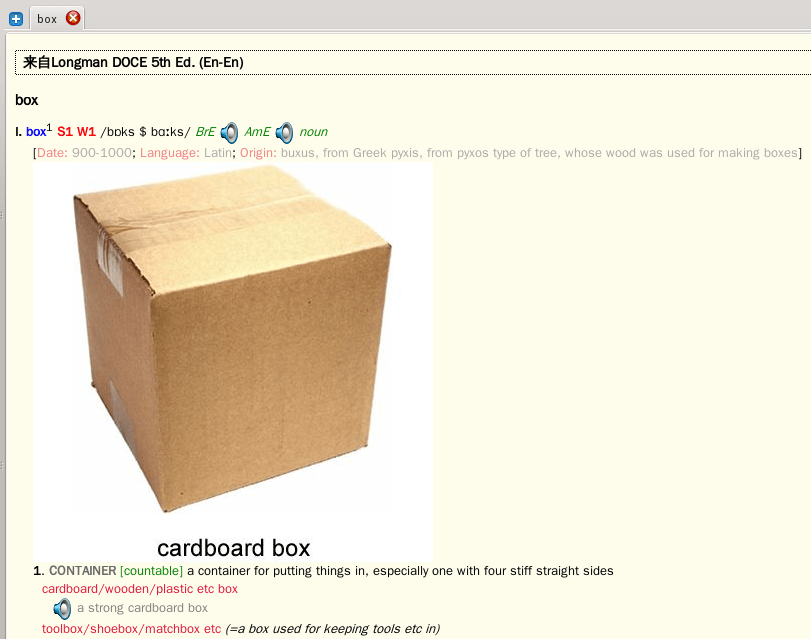 box
来自Longman DOCE 5th Ed. (En-En)
box
I. box1 S1 W1 /bɒks $ bɑːks/ BrE AmE noun
[Date: 900-1000; Language: Latin; Origin: buxus, from Greek pyxis, from pyxos type of tree, whose wood was used for making boxes]
cardboard box
1. CONTAINER [countable] a container for putting things in, especially one with four stiff straight sides
cardboard/wooden/plastic etc box
a strong cardboard box
toolbox/shoebox/matchbox etc (=a box used for keeping tools etc in)